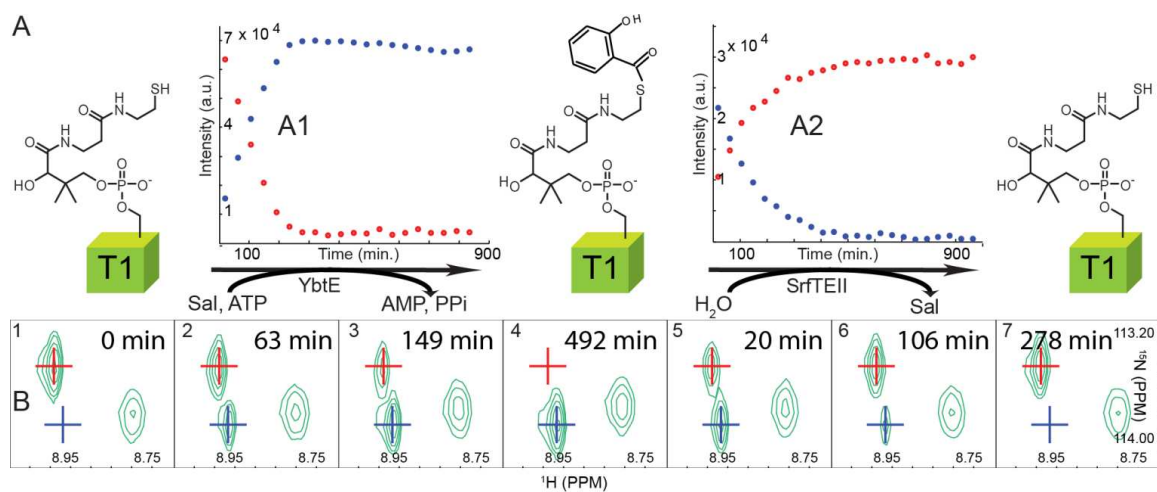 A
7 x 10⁴
4
1
Intensity (a.u.)
A1
100
Time (min.)
900
3 x 10⁴
2
1
Intensity (a.u.)
A2
100
Time (min.)
900
SH
O
H
N
O
H
N
HO
O
O
P
O⁻
O
T1
OH
O
S
O
H
N
O
H
N
HO
O
O
P
O⁻
O
T1
SH
O
H
N
O
H
N
HO
O
O
P
O⁻
O
T1
YbtE
Sal, ATP
AMP, PPi
SrfTEII
H₂O
Sal
B
1 0 min
2 63 min
3 149 min
4 492 min
5 20 min
6 106 min
7 278 min
113.20
¹⁵N (PPM)
114.00
8.95 8.75
8.95 8.75
8.95 8.75
8.95 8.75
8.95 8.75
8.95 8.75
8.95 8.75
¹H (PPM)